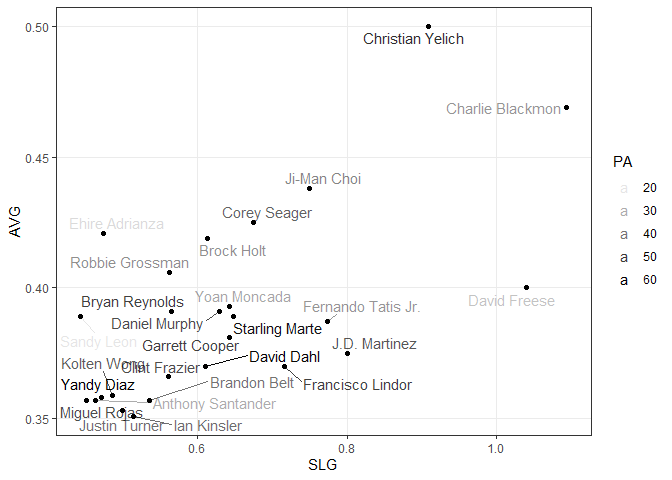 0.50
Christian Yelich
Charlie Blackmon
0.45
PA
Ji-Man Choi
a 20
Corey Seager
a 30
AVG
Ehire Adrianza
Brock Holt
a 40
Robbie Grossman
a 50
a 60
0.40
Yoan Moncada
David Freese
Bryan Reynolds
Fernando Tatis Jr.
Daniel Murphy
Starling Marte
Sandy Leon
Garrett Cooper
J.D. Martinez
David Dahl
Kolten Wong
Clint Frazier
Yandy Diaz
Brandon Belt
Francisco Lindor
Anthony Santander
Miguel Rojas
0.35
Justin Turner
Ian Kinsler
0.6 0.8 1.0
SLG